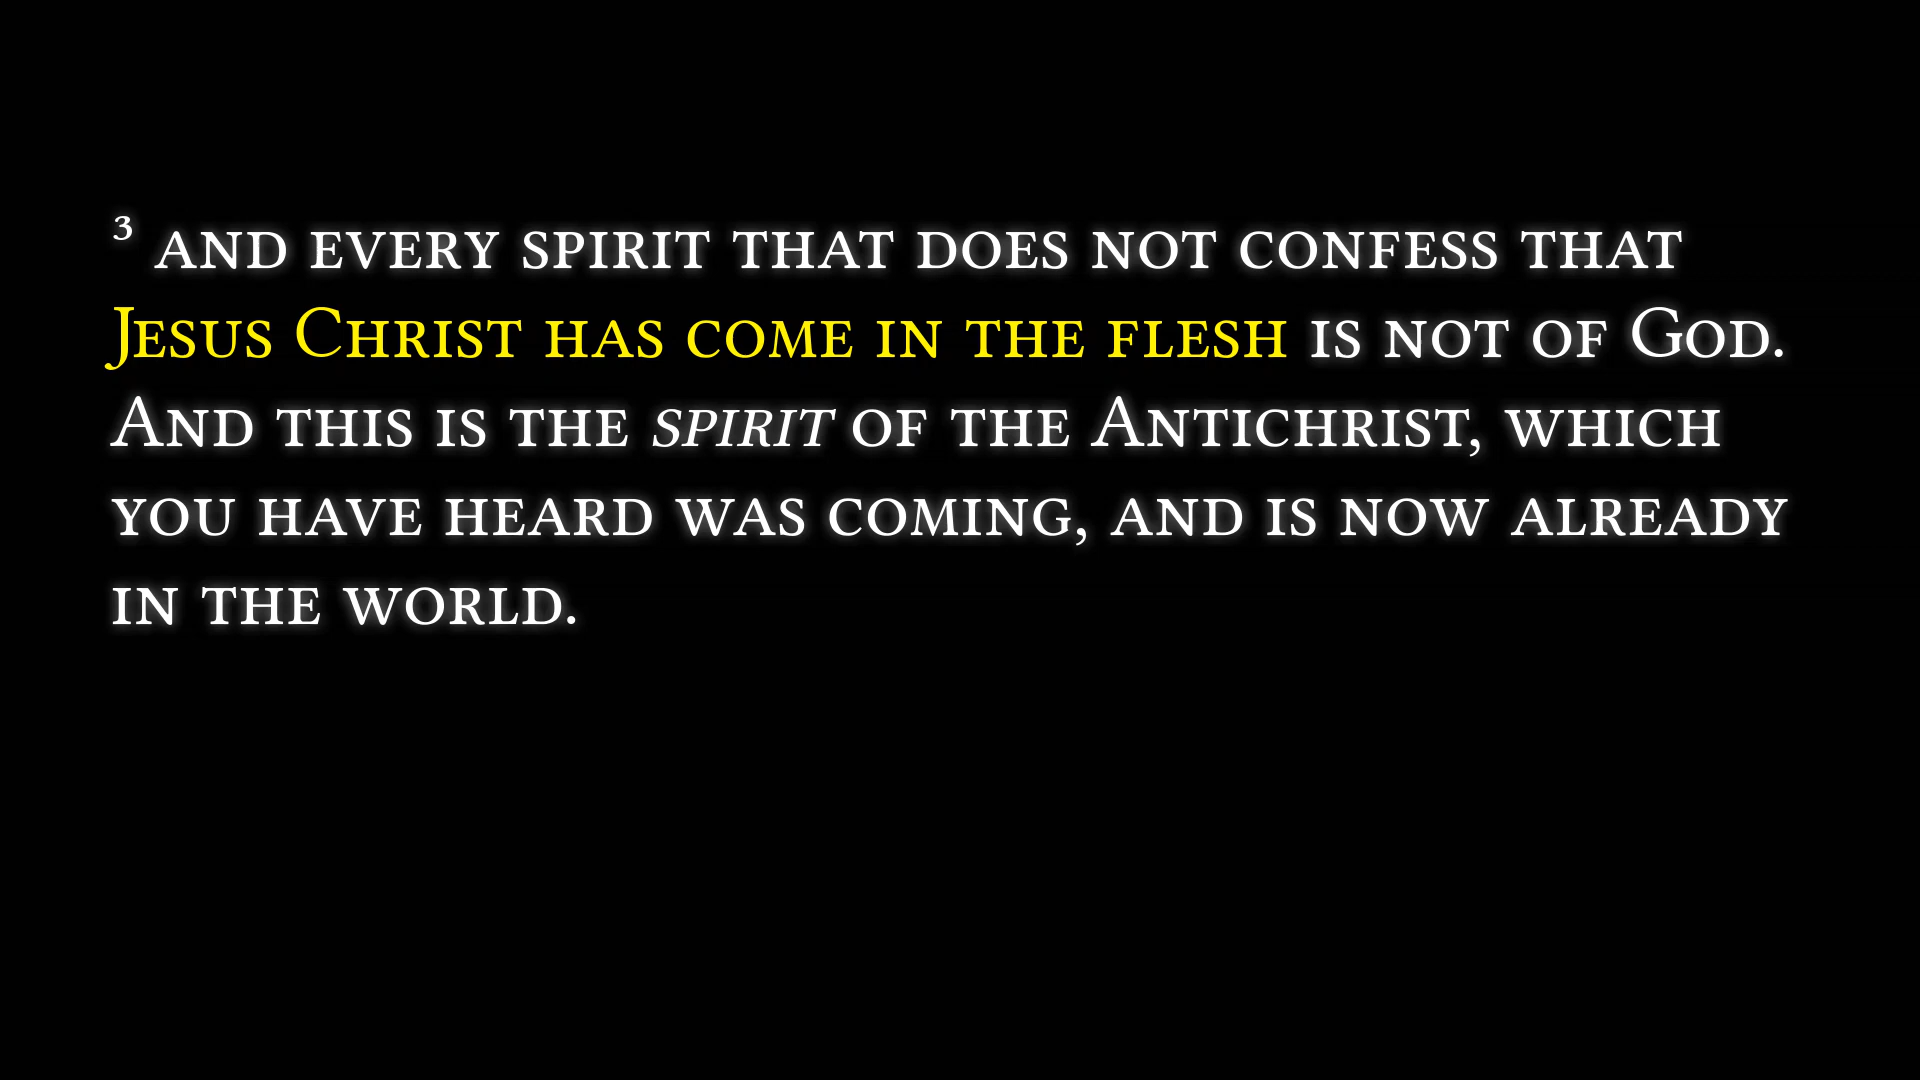 ³ and every spirit that does not confess that
Jesus Christ has come in the flesh is not of God.
And this is the spirit of the Antichrist, which
you have heard was coming, and is now already
in the world.